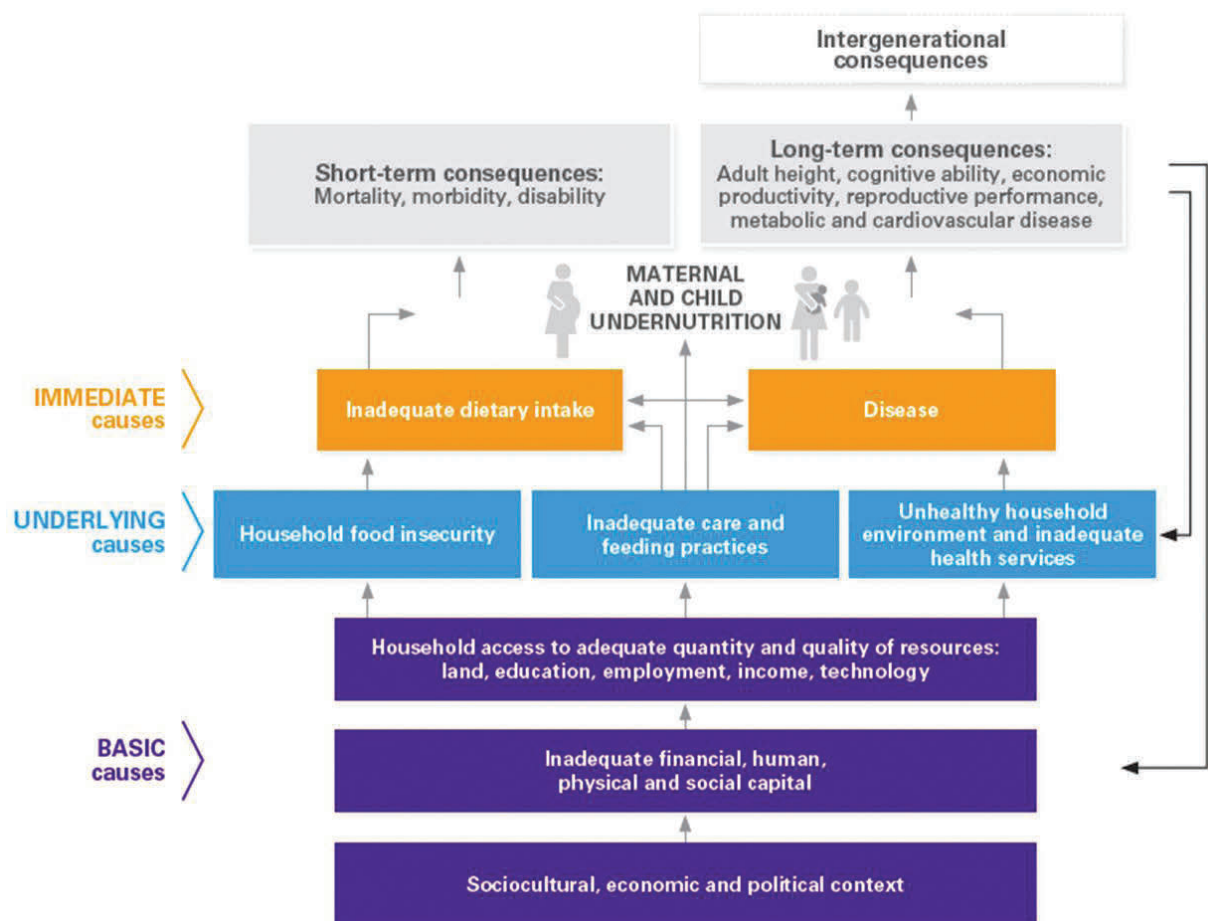 Intergenerational
consequences
Short-term consequences:
Mortality, morbidity, disability
Long-term consequences:
Adult height, cognitive ability, economic
productivity, reproductive performance,
metabolic and cardiovascular disease
MATERNAL
AND CHILD
UNDERNUTRITION
IMMEDIATE
causes
Inadequate dietary intake
Disease
UNDERLYING
causes
Household food insecurity
Inadequate care and
feeding practices
Unhealthy household
environment and inadequate
health services
Household access to adequate quantity and quality of resources:
land, education, employment, income, technology
BASIC
causes
Inadequate financial, human,
physical and social capital
Sociocultural, economic and political context